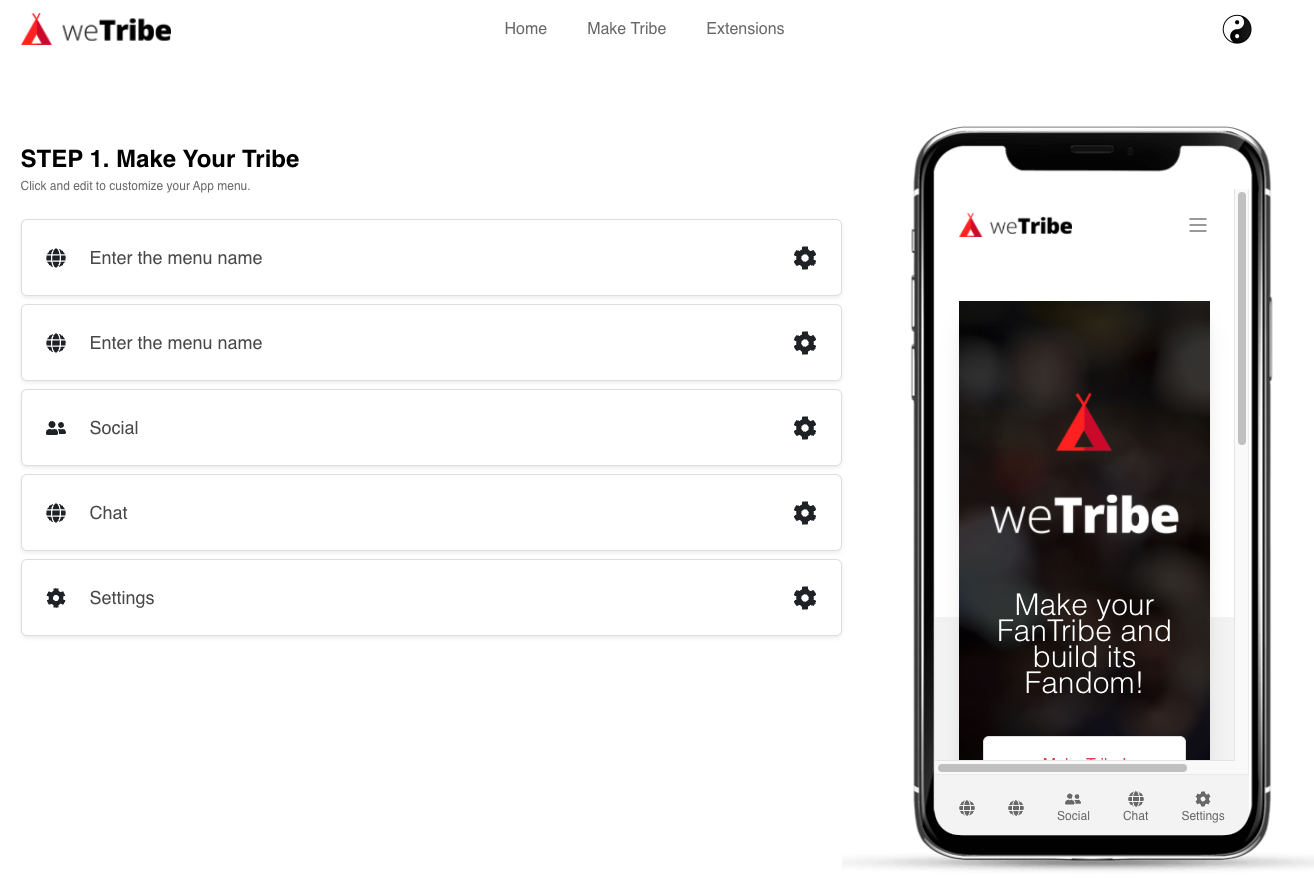 weTribe
Home
Make Tribe
Extensions
STEP 1. Make Your Tribe
Click and edit to customize your App menu.
Enter the menu name
Enter the menu name
Social
Chat
Settings
weTribe
weTribe
Make your
FanTribe and
build its
Fandom!
Social
Chat
Settings